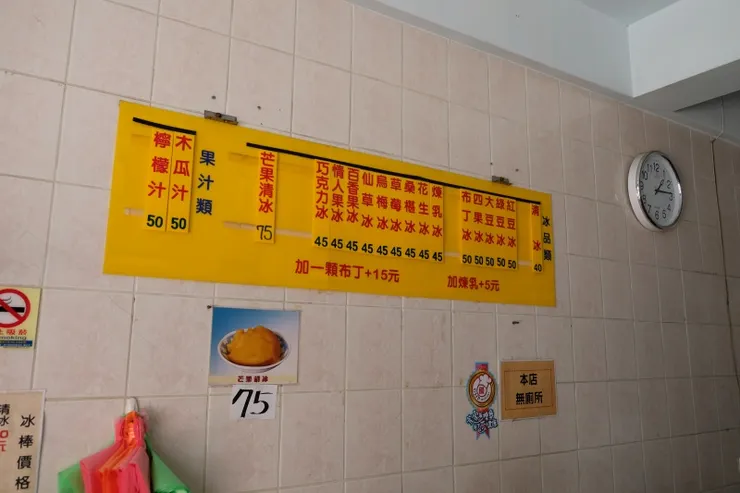 冰品類
清冰 40
紅豆冰 50
綠豆冰 50
大豆冰 50
四果冰 50
布丁冰 50
煉乳冰 45
花生冰 45
桑椹冰 45
草莓冰 45
烏梅冰 45
仙草冰 45
百香果冰 45
情人果冰 45
巧克力冰 45
芒果清冰 75
果汁類
木瓜汁 50
檸檬汁 50
加一顆布丁+15元
加煉乳+5元
75
本店
無廁所
冰棒價格
清冰